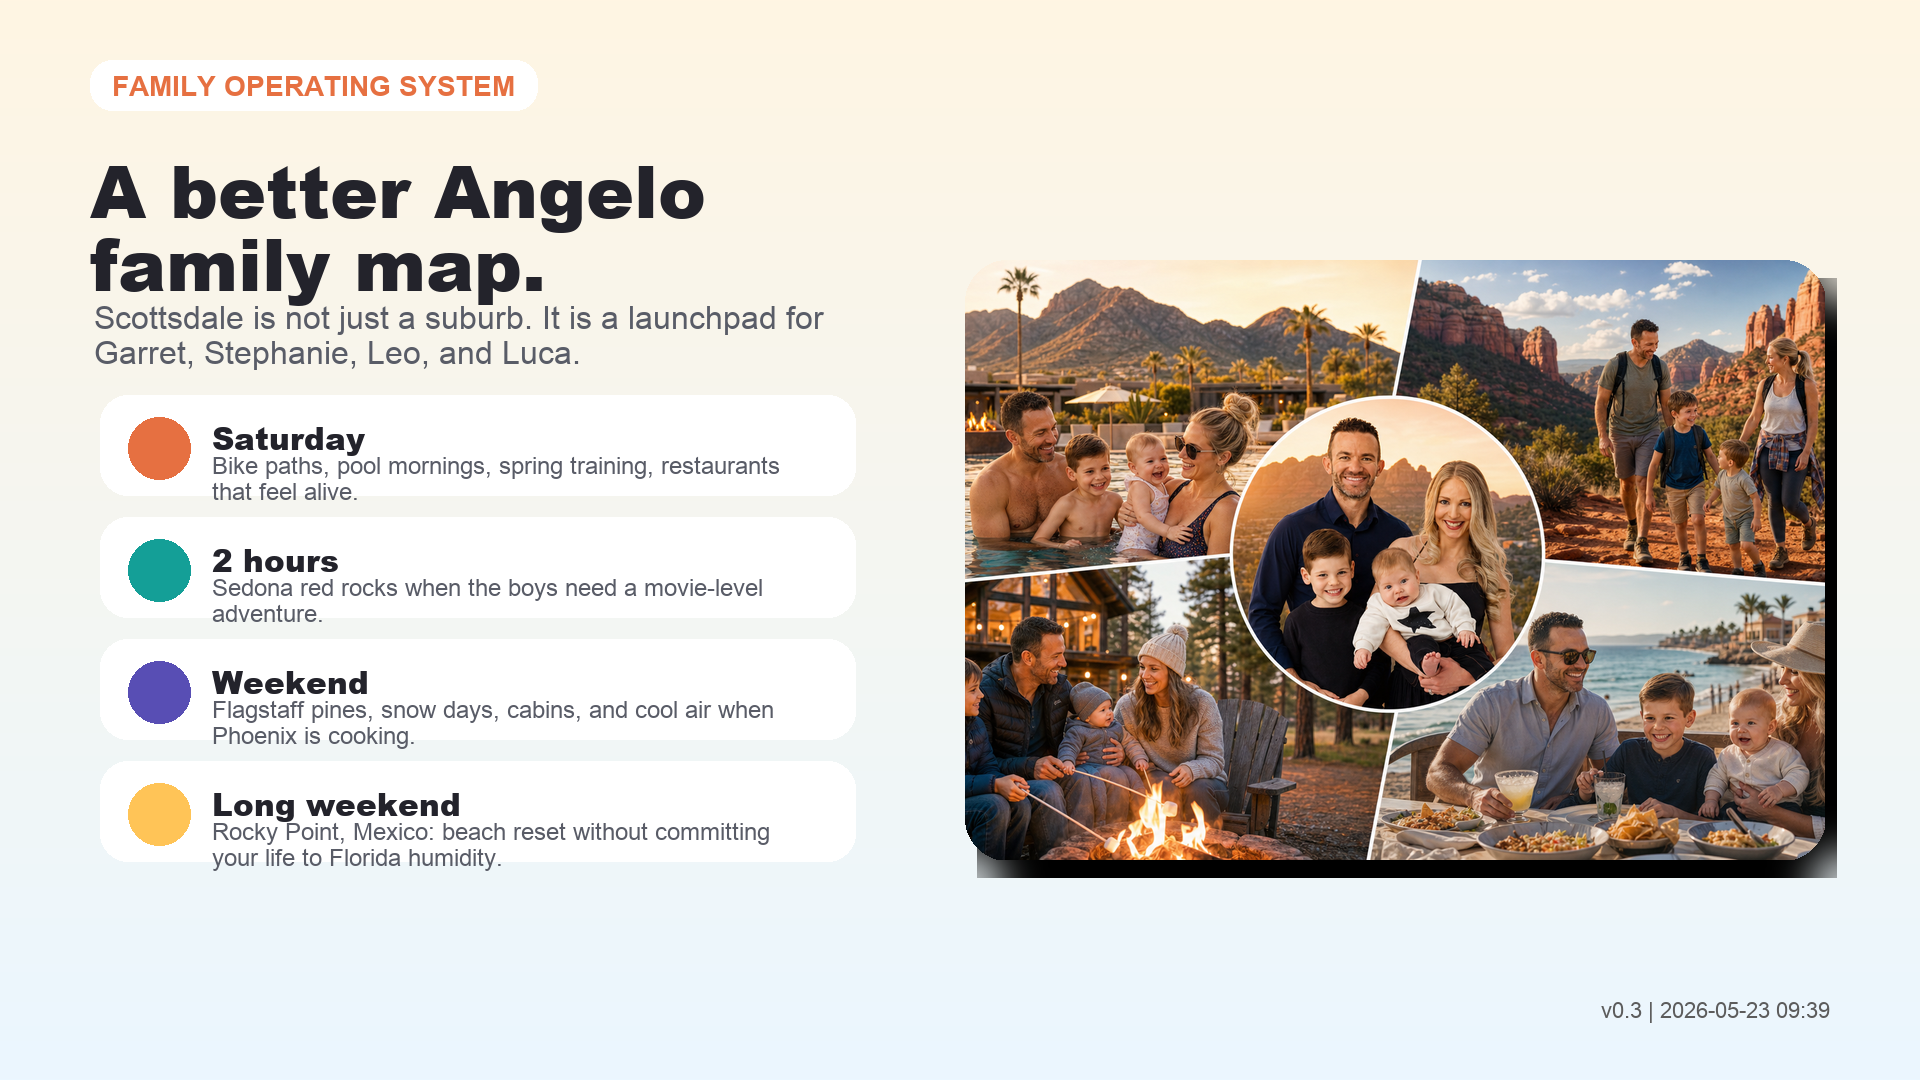 FAMILY OPERATING SYSTEM
A better Angelo
family map.
Scottsdale is not just a suburb. It is a launchpad for
Garret, Stephanie, Leo, and Luca.
Saturday
Bike paths, pool mornings, spring training, restaurants
that feel alive.
2 hours
Sedona red rocks when the boys need a movie-level
adventure.
Weekend
Flagstaff pines, snow days, cabins, and cool air when
Phoenix is cooking.
Long weekend
Rocky Point, Mexico: beach reset without committing
your life to Florida humidity.
v0.3 | 2026-05-23 09:39